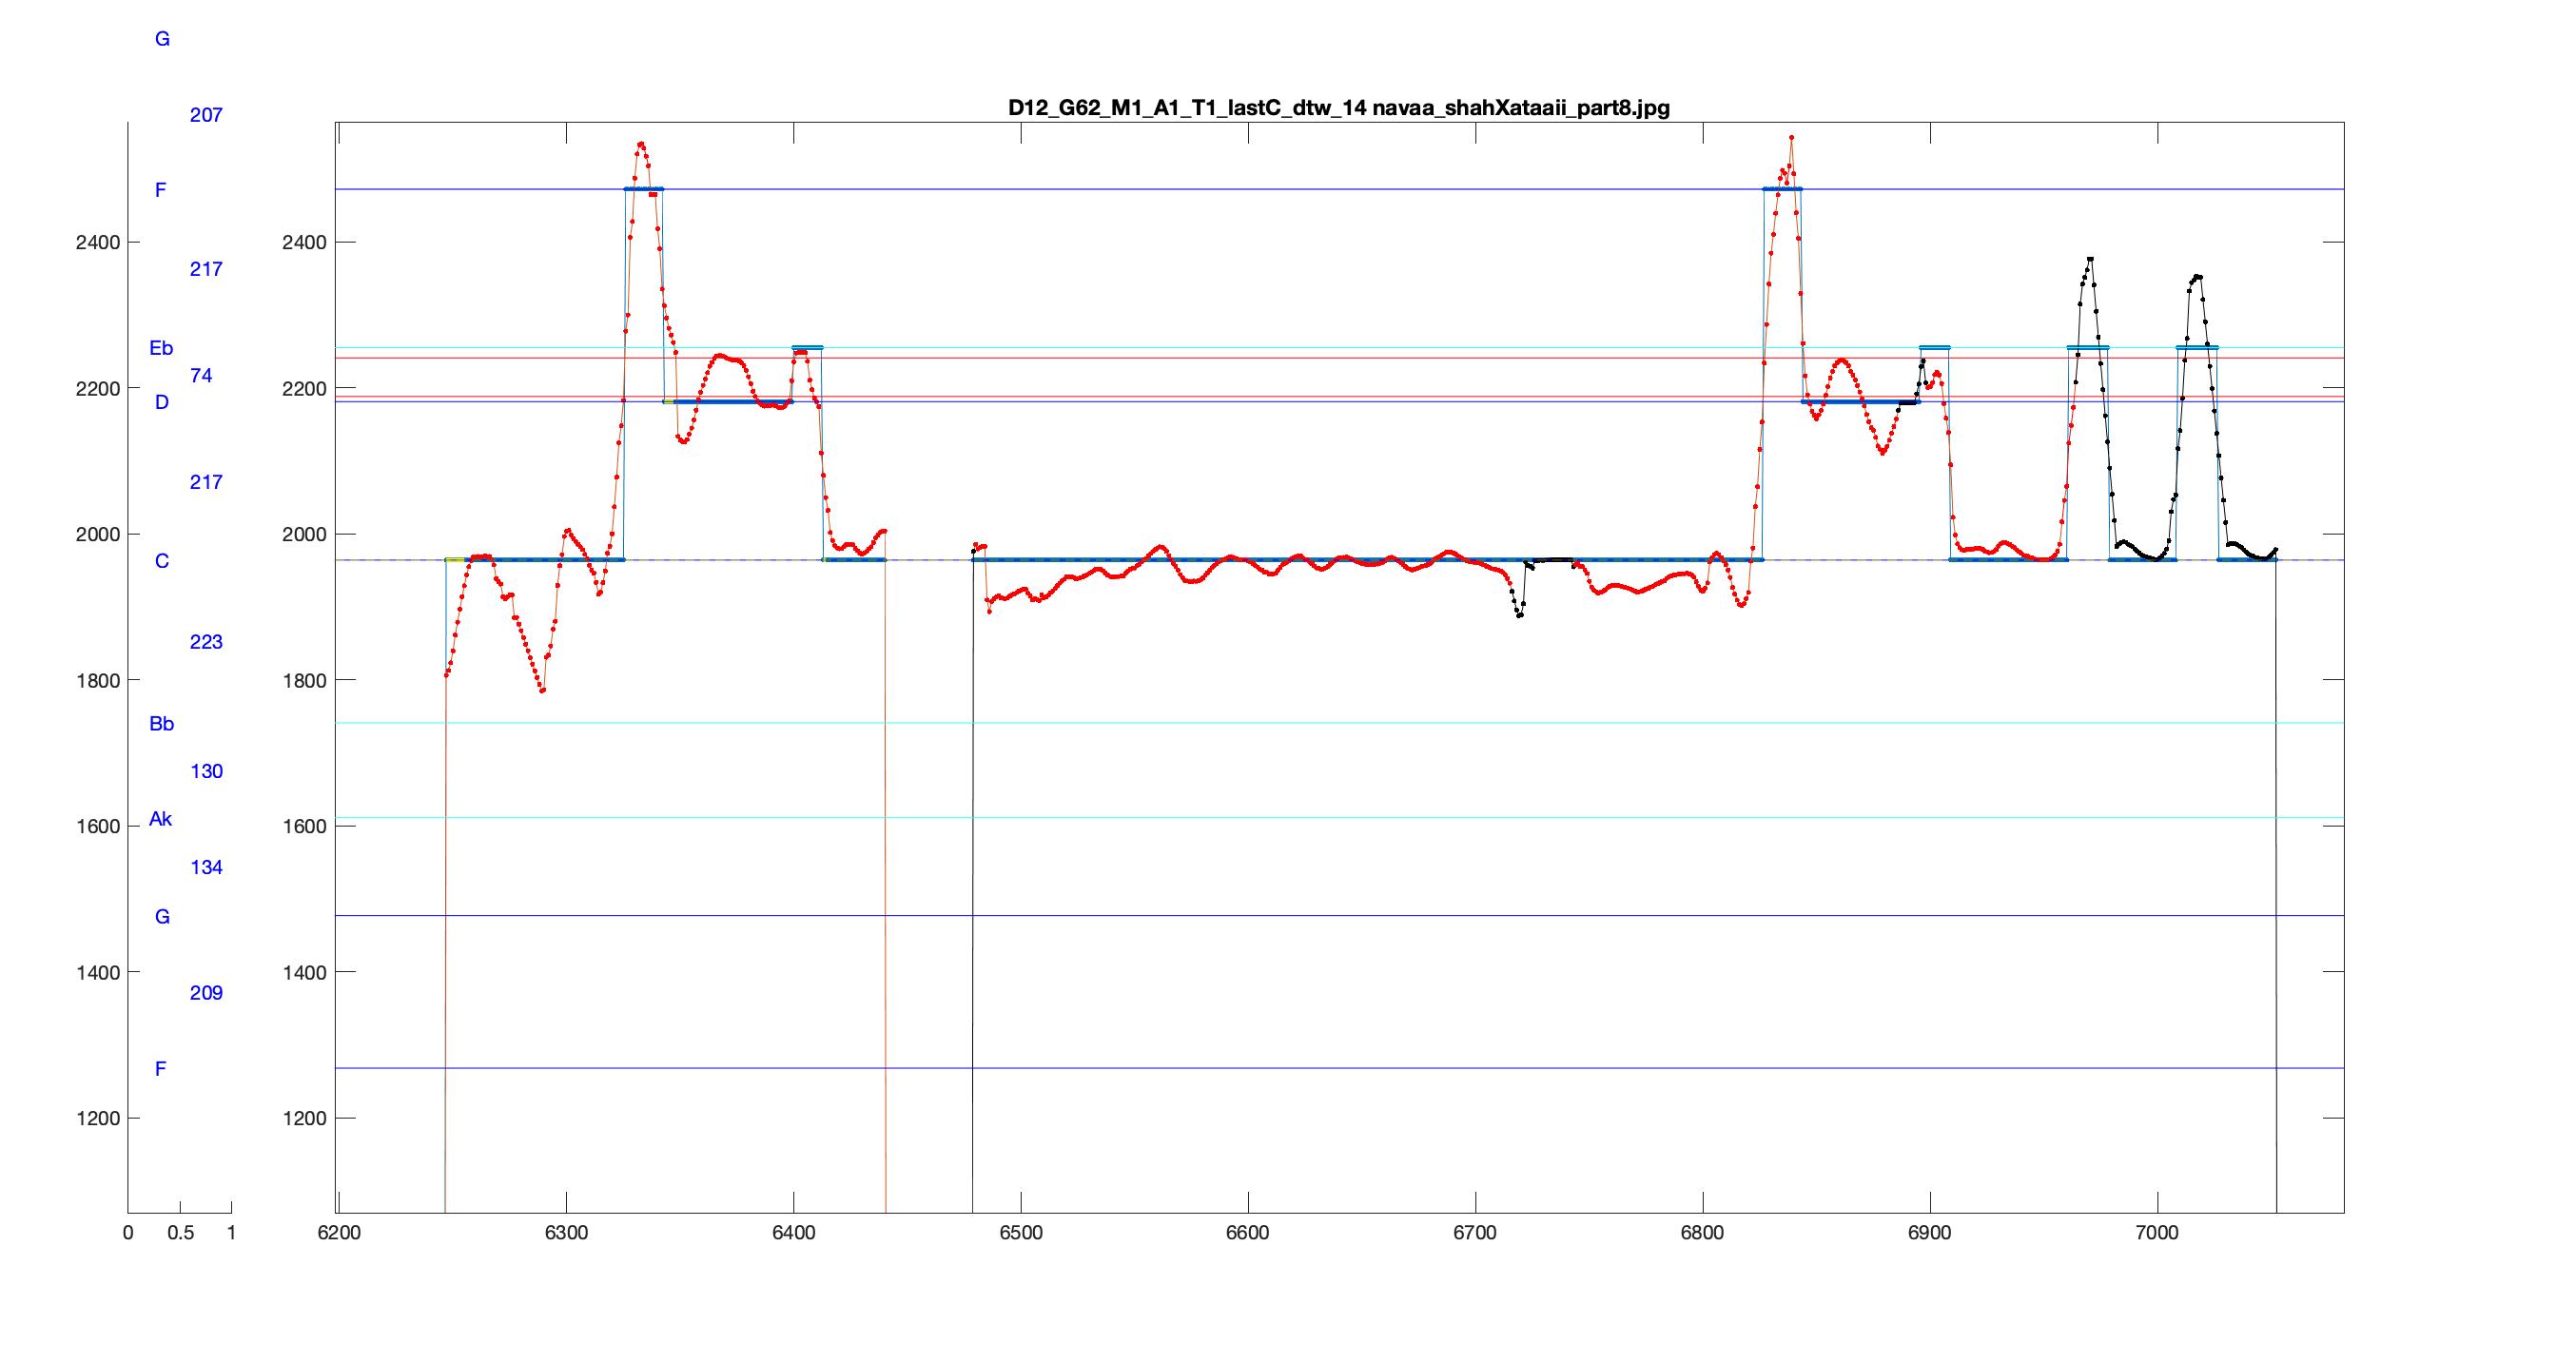 G
207
D12_G62_M1_A1_T1_lastC_dtw_14 navaa_shahXataaii_part8.jpg
F
2400 2400
217
Eb
74
2200 2200
D
217
2000 2000
C
223
1800 1800
Bb
130
1600 Ak 1600
134
G
1400 1400
209
F
1200 1200
0 0.5 1 6200 6300 6400 6500 6600 6700 6800 6900 7000